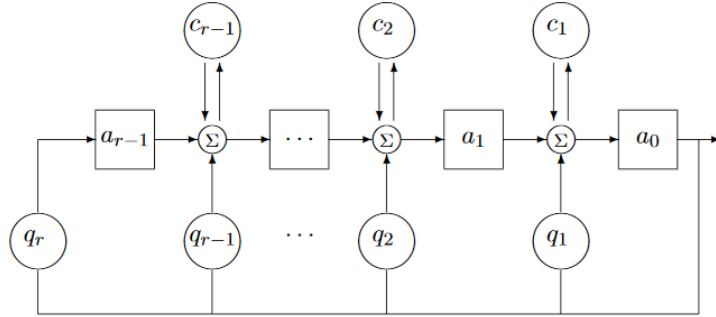 c_{r−1} c_2 c_1
a_{r−1} Σ ⋯ Σ a_1 Σ a_0
q_r q_{r−1} ⋯ q_2 q_1